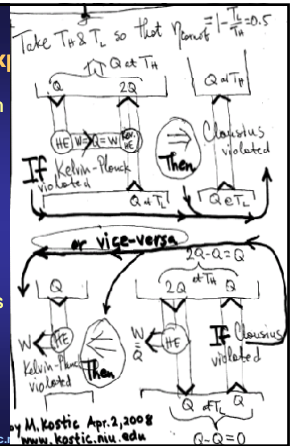 Take TH & TL so that ηcarnot = 1 - TL/TH = 0.5
Q at TH
Q
2Q
Q at TH
HE
W=Q=W
Rev. HE
⇒
Clausius
violated
If Kelvin-Planck
violated
Then
Q at TL
Q @ TL
or vice-versa
2Q-Q=Q
at TH
Q
2Q
Q
W
HE
W=Q
HE
If Clausius
violated
Kelvin-Planck
violated
Then
Q at TL
Q
Q-Q=0
by M. Kostic Apr. 2, 2008
www.kostic.niu.edu